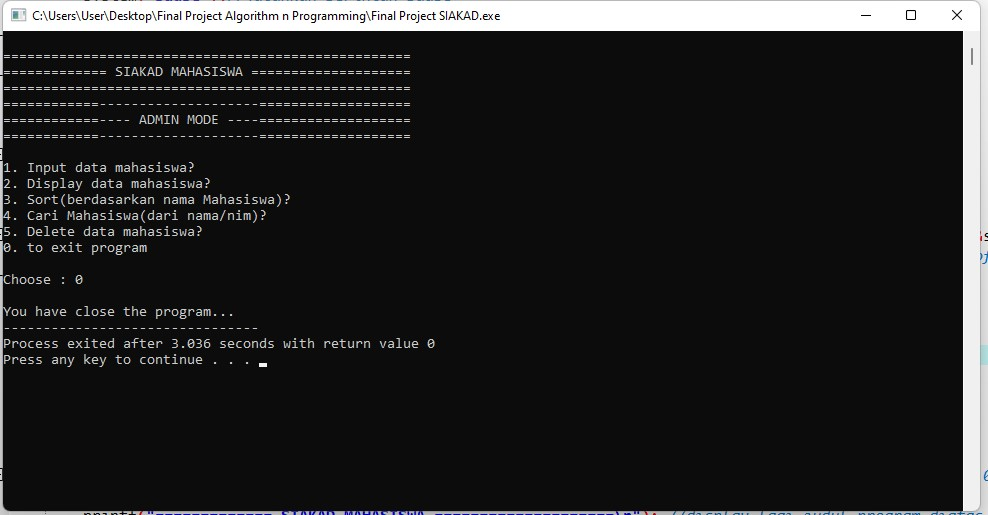 C:\Users\User\Desktop\Final Project Algorithm n Programming\Final Project SIAKAD.exe
===================================================
============= SIAKAD MAHASISWA ====================
===================================================
============--------------------===================
============---- ADMIN MODE ----===================
============--------------------===================
1. Input data mahasiswa?
2. Display data mahasiswa?
3. Sort(berdasarkan nama Mahasiswa)?
4. Cari Mahasiswa(dari nama/nim)?
5. Delete data mahasiswa?
0. to exit program
Choose : 0
You have close the program...
--------------------------------
Process exited after 3.036 seconds with return value 0
Press any key to continue . . .